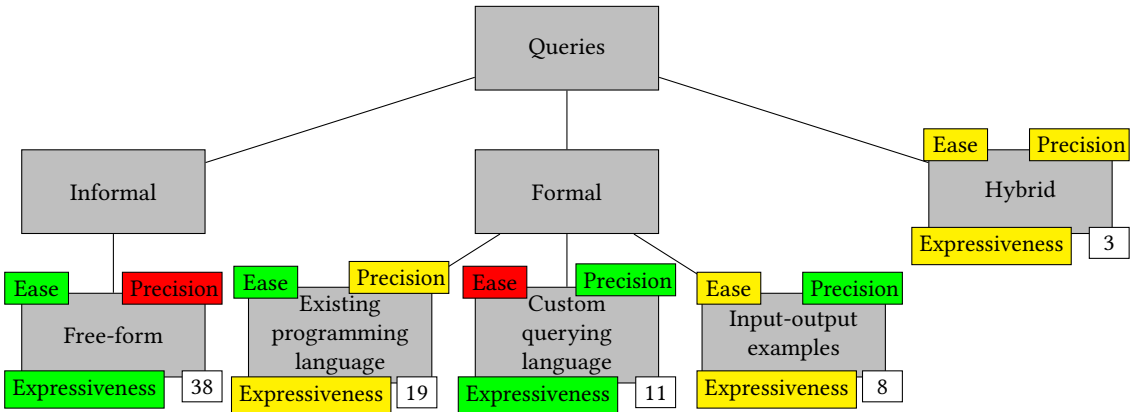 Queries
Informal
Formal
Ease
Precision
Hybrid
Expressiveness
3
Ease
Precision
Free-form
Expressiveness
38
Ease
Precision
Existing
programming
language
Expressiveness
19
Ease
Precision
Custom
querying
language
Expressiveness
11
Ease
Precision
Input-output
examples
Expressiveness
8